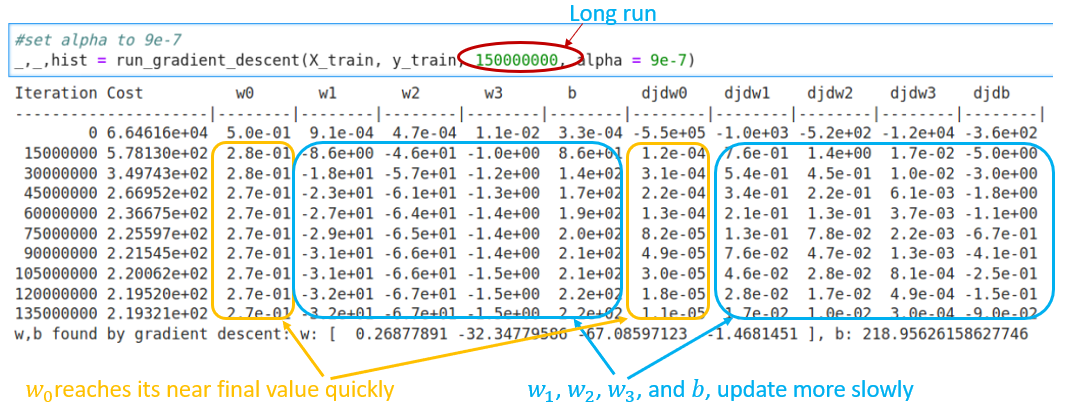 Long run
#set alpha to 9e-7
_,_,hist = run_gradient_descent(X_train, y_train, 150000000, alpha = 9e-7)
Iteration Cost w0 w1 w2 w3 b djdw0 djdw1 djdw2 djdw3 djdb
---------------------|--------|--------|--------|--------|--------|--------|--------|--------|--------|--------|
0 6.64616e+04 5.0e-01 9.1e-04 4.7e-04 1.1e-02 3.3e-04 -5.5e+05 -1.0e+03 -5.2e+02 -1.2e+04 -3.6e+02
15000000 5.78130e+02 2.8e-01 -8.6e+00 -4.6e+01 -1.0e+00 8.6e+01 1.2e-04 7.6e-01 1.4e+00 1.7e-02 -5.0e+00
30000000 3.49743e+02 2.8e-01 -1.8e+01 -5.7e+01 -1.2e+00 1.4e+02 3.1e-04 5.4e-01 4.5e-01 1.0e-02 -3.0e+00
45000000 2.66952e+02 2.7e-01 -2.3e+01 -6.1e+01 -1.3e+00 1.7e+02 2.2e-04 3.4e-01 2.2e-01 6.1e-03 -1.8e+00
60000000 2.36675e+02 2.7e-01 -2.7e+01 -6.4e+01 -1.4e+00 1.9e+02 1.3e-04 2.1e-01 1.3e-01 3.7e-03 -1.1e+00
75000000 2.25597e+02 2.7e-01 -2.9e+01 -6.5e+01 -1.4e+00 2.0e+02 8.2e-05 1.3e-01 7.8e-02 2.2e-03 -6.7e-01
90000000 2.21545e+02 2.7e-01 -3.1e+01 -6.6e+01 -1.4e+00 2.1e+02 4.9e-05 7.6e-02 4.7e-02 1.3e-03 -4.1e-01
105000000 2.20062e+02 2.7e-01 -3.1e+01 -6.6e+01 -1.5e+00 2.1e+02 3.0e-05 4.6e-02 2.8e-02 8.1e-04 -2.5e-01
120000000 2.19520e+02 2.7e-01 -3.2e+01 -6.7e+01 -1.5e+00 2.2e+02 1.8e-05 2.8e-02 1.7e-02 4.9e-04 -1.5e-01
135000000 2.19321e+02 2.7e-01 -3.2e+01 -6.7e+01 -1.5e+00 2.2e+02 1.1e-05 1.7e-02 1.0e-02 3.0e-04 -9.0e-02
w,b found by gradient descent: w: [ 0.26877891 -32.34779586 -67.08597123 -1.4681451 ], b: 218.95626158627746
w₀ reaches its near final value quickly
w₁, w₂, w₃, and b, update more slowly